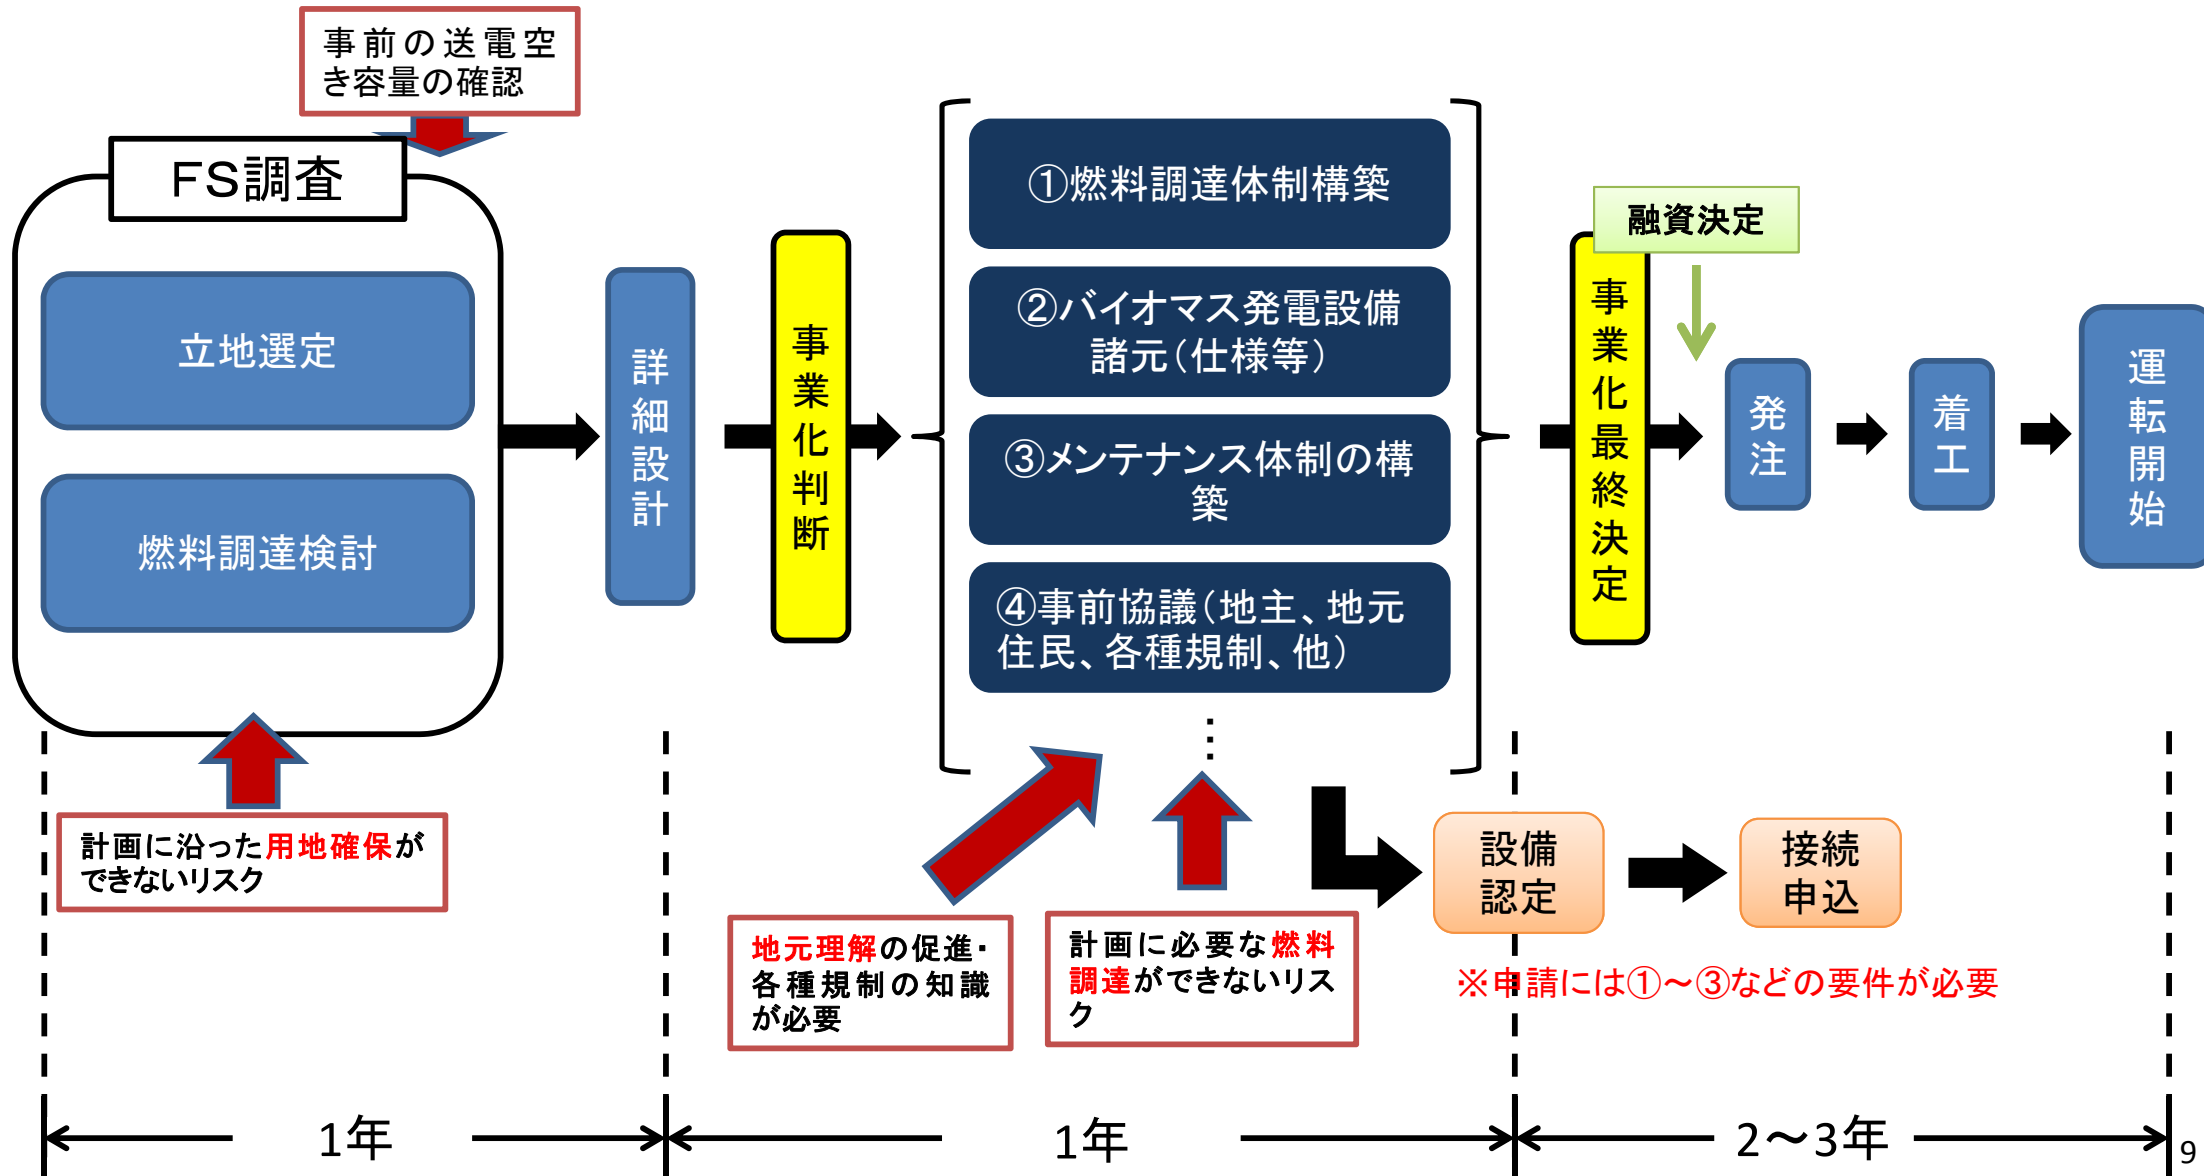 事前の送電空
き容量の確認
FS調査
立地選定
燃料調達検討
計画に沿った用地確保が
できないリスク
詳細設計
事業化判断
①燃料調達体制構築
②バイオマス発電設備
諸元(仕様等)
③メンテナンス体制の構
築
④事前協議(地主、地元
住民、各種規制、他)
⋮
地元理解の促進・
各種規制の知識
が必要
計画に必要な燃料
調達ができないリス
ク
融資決定
事業化最終決定
発注
着工
運転開始
設備
認定
接続
申込
※申請には①～③などの要件が必要
1年
1年
2～3年
9